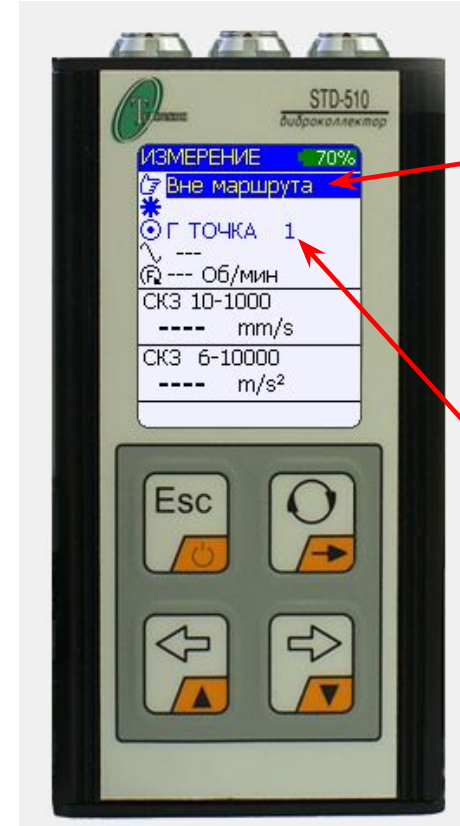 STD-510
виброколлектор
ИЗМЕРЕНИЕ 70%
Вне маршрута
Г ТОЧКА 1
---
--- Об/мин
СКЗ 10-1000
---- mm/s
СКЗ 6-10000
---- m/s²
Esc